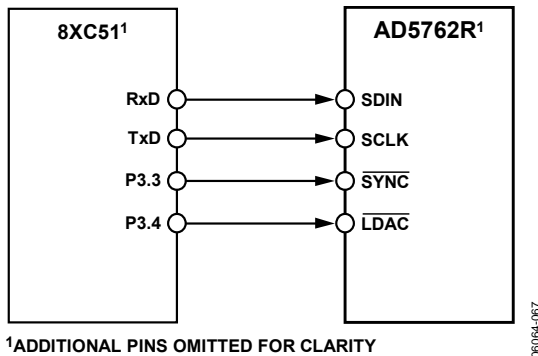 8XC51¹
AD5762R¹
RxD
SDIN
TxD
SCLK
P3.3
SYNC
P3.4
LDAC
¹ADDITIONAL PINS OMITTED FOR CLARITY
06064-067